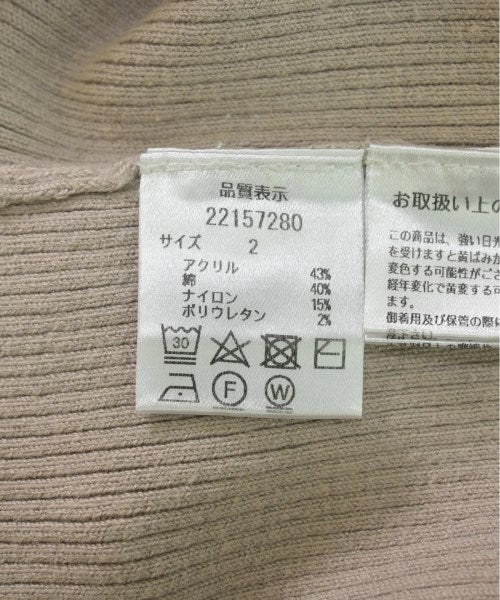 品質表示
22157280
サイズ 2
アクリル 43%
綿 40%
ナイロン 15%
ポリウレタン 2%
30
F
W
お取扱い上の
この商品は、強い日光
を受けますと黄ばみか
変色する可能性がござ
経年変化で黄変する可
ます。
御着用及び保管の際に